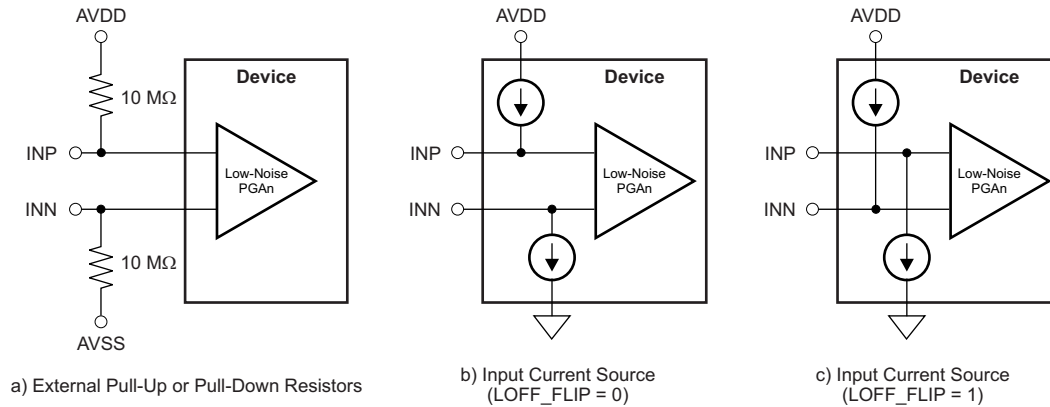 AVDD
Device
10 MΩ
INP
Low-Noise
PGAn
INN
10 MΩ
AVSS
a) External Pull-Up or Pull-Down Resistors
AVDD
Device
INP
Low-Noise
PGAn
INN
b) Input Current Source
(LOFF_FLIP = 0)
AVDD
Device
INP
Low-Noise
PGAn
INN
c) Input Current Source
(LOFF_FLIP = 1)